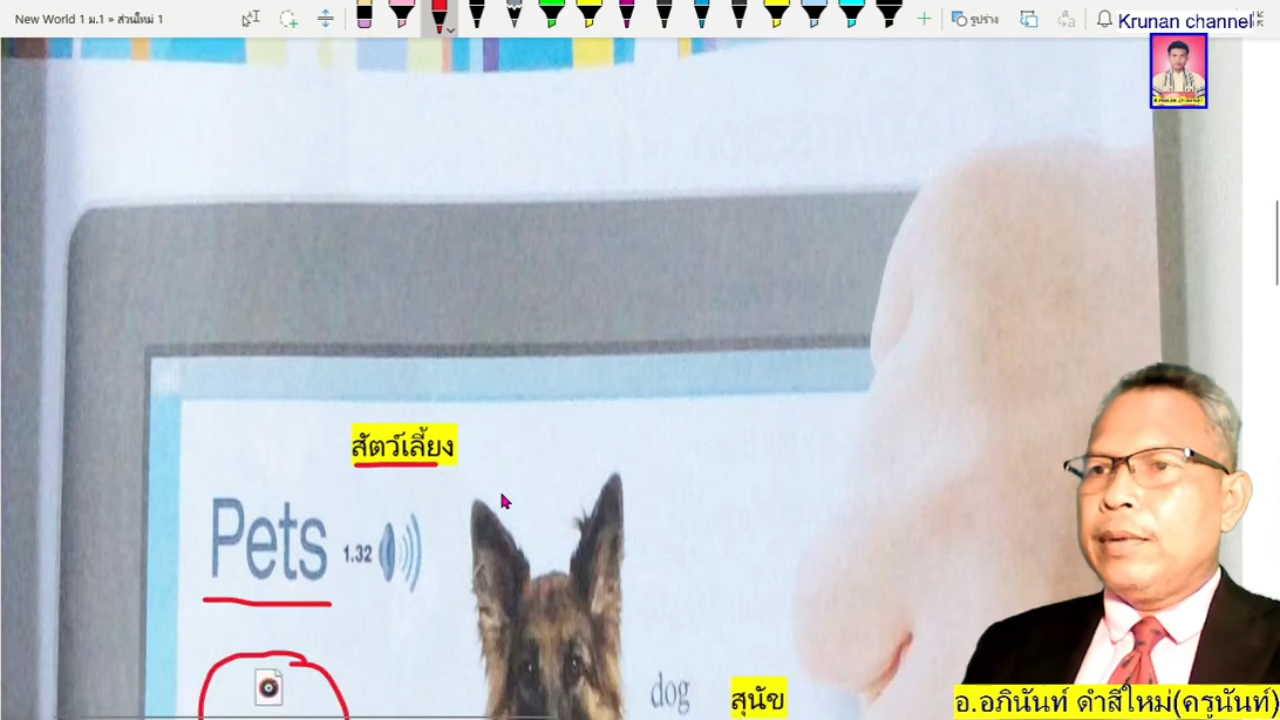 New World 1 ม.1 » ส่วนใหม่ 1
รูปร่าง
Krunan channel
สัตว์เลี้ยง
Pets 1.32
dog สุนัข
อ.อภินันท์ ดำสีใหม่(ครูนันท์)